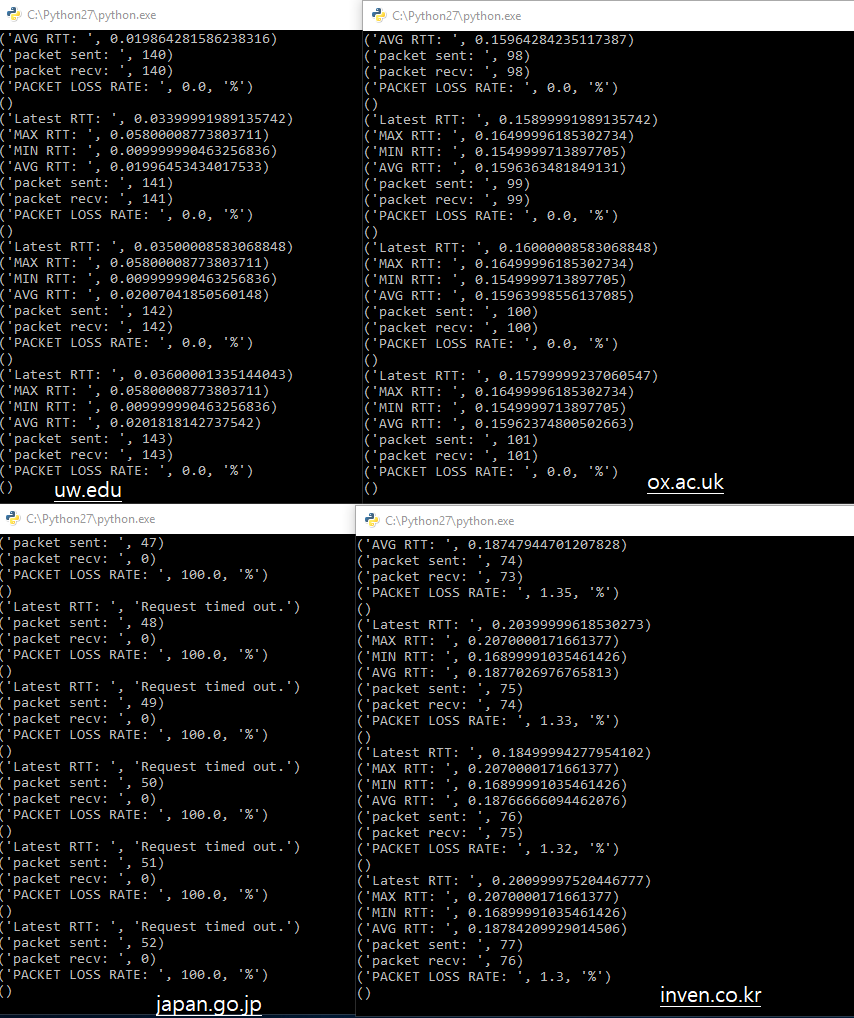 C:\Python27\python.exe
('AVG RTT: ', 0.019864281586238316)
('packet sent: ', 140)
('packet recv: ', 140)
('PACKET LOSS RATE: ', 0.0, '%')
()
('Latest RTT: ', 0.03399991989135742)
('MAX RTT: ', 0.05800008773803711)
('MIN RTT: ', 0.009999990463256836)
('AVG RTT: ', 0.01996453434017533)
('packet sent: ', 141)
('packet recv: ', 141)
('PACKET LOSS RATE: ', 0.0, '%')
()
('Latest RTT: ', 0.03500008583068848)
('MAX RTT: ', 0.05800008773803711)
('MIN RTT: ', 0.009999990463256836)
('AVG RTT: ', 0.02007041850560148)
('packet sent: ', 142)
('packet recv: ', 142)
('PACKET LOSS RATE: ', 0.0, '%')
()
('Latest RTT: ', 0.03600001335144043)
('MAX RTT: ', 0.05800008773803711)
('MIN RTT: ', 0.009999990463256836)
('AVG RTT: ', 0.0201818142737542)
('packet sent: ', 143)
('packet recv: ', 143)
('PACKET LOSS RATE: ', 0.0, '%')
()
uw.edu
C:\Python27\python.exe
('AVG RTT: ', 0.15964284235117387)
('packet sent: ', 98)
('packet recv: ', 98)
('PACKET LOSS RATE: ', 0.0, '%')
()
('Latest RTT: ', 0.15899991989135742)
('MAX RTT: ', 0.16499996185302734)
('MIN RTT: ', 0.1549999713897705)
('AVG RTT: ', 0.1596363481849131)
('packet sent: ', 99)
('packet recv: ', 99)
('PACKET LOSS RATE: ', 0.0, '%')
()
('Latest RTT: ', 0.16000008583068848)
('MAX RTT: ', 0.16499996185302734)
('MIN RTT: ', 0.1549999713897705)
('AVG RTT: ', 0.15963998556137085)
('packet sent: ', 100)
('packet recv: ', 100)
('PACKET LOSS RATE: ', 0.0, '%')
()
('Latest RTT: ', 0.15799999237060547)
('MAX RTT: ', 0.16499996185302734)
('MIN RTT: ', 0.1549999713897705)
('AVG RTT: ', 0.15962374800502663)
('packet sent: ', 101)
('packet recv: ', 101)
('PACKET LOSS RATE: ', 0.0, '%')
()
ox.ac.uk
C:\Python27\python.exe
('packet sent: ', 47)
('packet recv: ', 0)
('PACKET LOSS RATE: ', 100.0, '%')
()
('Latest RTT: ', 'Request timed out.')
('packet sent: ', 48)
('packet recv: ', 0)
('PACKET LOSS RATE: ', 100.0, '%')
()
('Latest RTT: ', 'Request timed out.')
('packet sent: ', 49)
('packet recv: ', 0)
('PACKET LOSS RATE: ', 100.0, '%')
()
('Latest RTT: ', 'Request timed out.')
('packet sent: ', 50)
('packet recv: ', 0)
('PACKET LOSS RATE: ', 100.0, '%')
()
('Latest RTT: ', 'Request timed out.')
('packet sent: ', 51)
('packet recv: ', 0)
('PACKET LOSS RATE: ', 100.0, '%')
()
('Latest RTT: ', 'Request timed out.')
('packet sent: ', 52)
('packet recv: ', 0)
('PACKET LOSS RATE: ', 100.0, '%')
()
japan.go.jp
C:\Python27\python.exe
('AVG RTT: ', 0.18747944701207828)
('packet sent: ', 74)
('packet recv: ', 73)
('PACKET LOSS RATE: ', 1.35, '%')
()
('Latest RTT: ', 0.20399999618530273)
('MAX RTT: ', 0.2070000171661377)
('MIN RTT: ', 0.16899991035461426)
('AVG RTT: ', 0.1877026976765813)
('packet sent: ', 75)
('packet recv: ', 74)
('PACKET LOSS RATE: ', 1.33, '%')
()
('Latest RTT: ', 0.18499994277954102)
('MAX RTT: ', 0.2070000171661377)
('MIN RTT: ', 0.16899991035461426)
('AVG RTT: ', 0.18766666094462076)
('packet sent: ', 76)
('packet recv: ', 75)
('PACKET LOSS RATE: ', 1.32, '%')
()
('Latest RTT: ', 0.20099997520446777)
('MAX RTT: ', 0.2070000171661377)
('MIN RTT: ', 0.16899991035461426)
('AVG RTT: ', 0.18784209929014506)
('packet sent: ', 77)
('packet recv: ', 76)
('PACKET LOSS RATE: ', 1.3, '%')
()
inven.co.kr